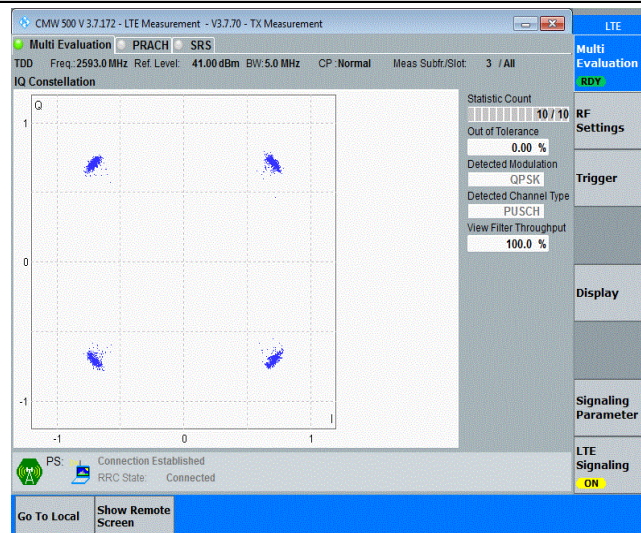 CMW 500 V 3.7.172 - LTE Measurement - V3.7.70 - TX Measurement
LTE
Multi Evaluation PRACH SRS
Multi
Evaluation
RDY
TDD Freq.: 2593.0 MHz Ref. Level: 41.00 dBm BW: 5.0 MHz CP : Normal Meas Subfr./Slot: 3 / All
IQ Constellation
Q
1
0
-1
-1 0 1
I
Statistic Count
10 / 10
Out of Tolerance
0.00 %
Detected Modulation
QPSK
Detected Channel Type
PUSCH
View Filter Throughput
100.0 %
RF
Settings
Trigger
Display
Signaling
Parameter
LTE
Signaling
ON
PS: Connection Established
RRC State: Connected
Go To Local
Show Remote
Screen